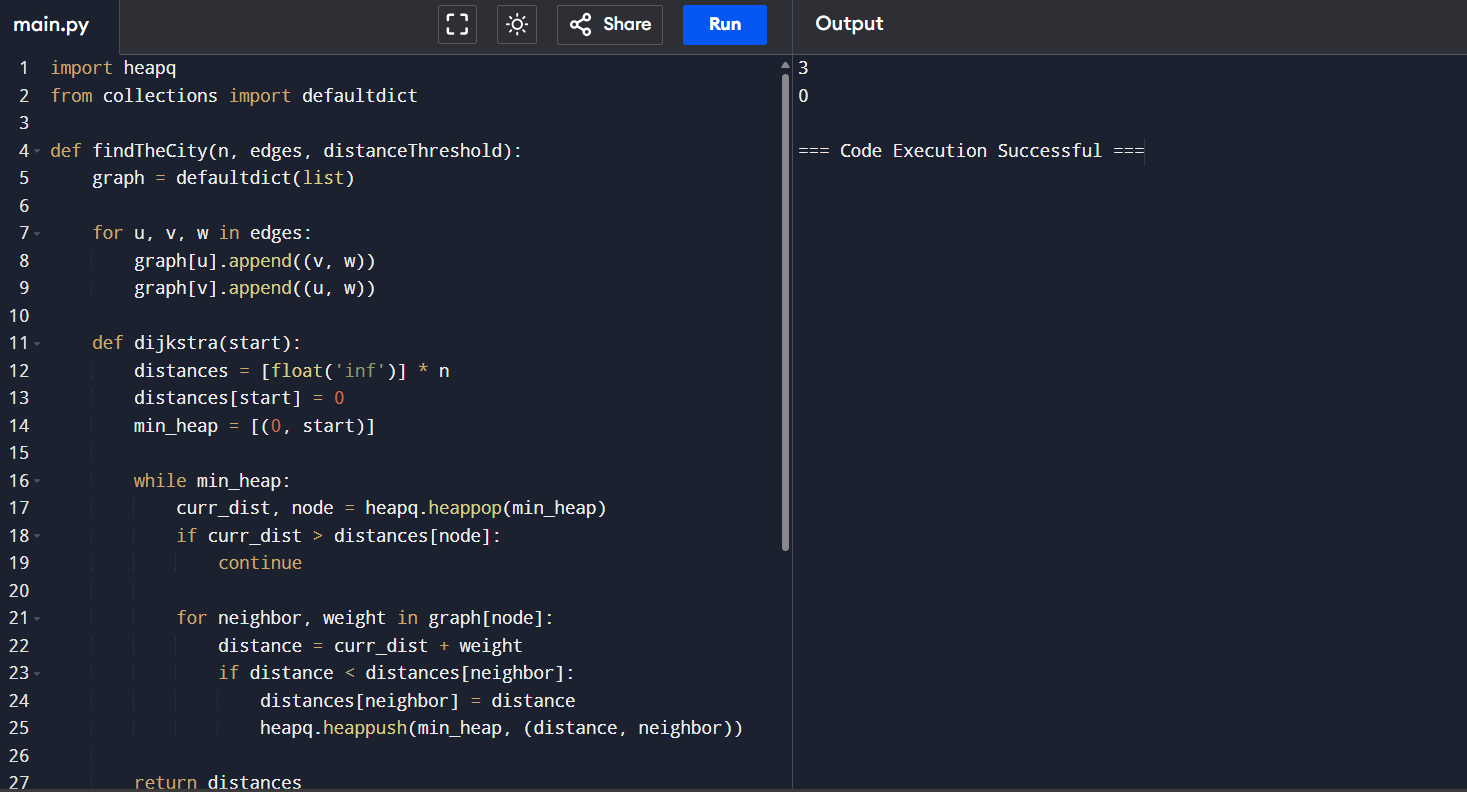 main.py
Share
Run
Output
1 import heapq
2 from collections import defaultdict
3
4 def findTheCity(n, edges, distanceThreshold):
5     graph = defaultdict(list)
6
7     for u, v, w in edges:
8         graph[u].append((v, w))
9         graph[v].append((u, w))
10
11     def dijkstra(start):
12         distances = [float('inf')] * n
13         distances[start] = 0
14         min_heap = [(0, start)]
15
16         while min_heap:
17             curr_dist, node = heapq.heappop(min_heap)
18             if curr_dist > distances[node]:
19                 continue
20
21             for neighbor, weight in graph[node]:
22                 distance = curr_dist + weight
23                 if distance < distances[neighbor]:
24                     distances[neighbor] = distance
25                     heapq.heappush(min_heap, (distance, neighbor))
26
27         return distances
3
0
=== Code Execution Successful ===